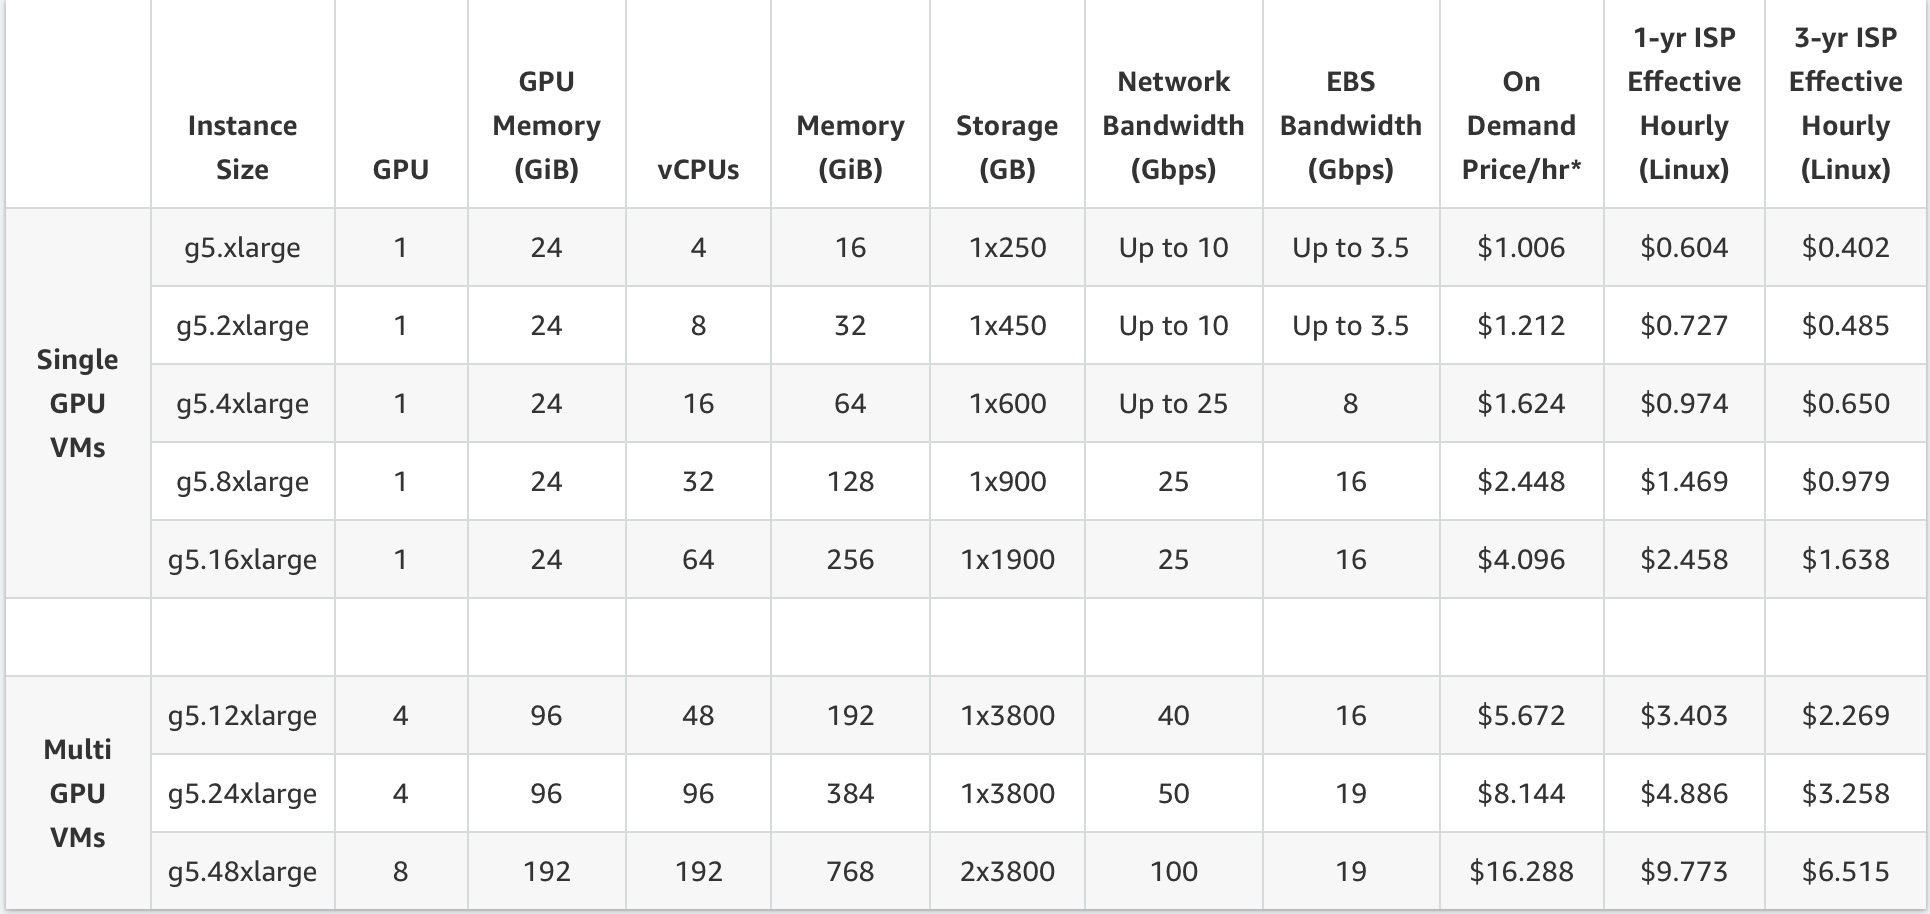 Instance Size GPU GPU Memory (GiB) vCPUs Memory (GiB) Storage (GB) Network Bandwidth (Gbps) EBS Bandwidth (Gbps) On Demand Price/hr* 1-yr ISP Effective Hourly (Linux) 3-yr ISP Effective Hourly (Linux)
Single GPU VMs
g5.xlarge 1 24 4 16 1x250 Up to 10 Up to 3.5 $1.006 $0.604 $0.402
g5.2xlarge 1 24 8 32 1x450 Up to 10 Up to 3.5 $1.212 $0.727 $0.485
g5.4xlarge 1 24 16 64 1x600 Up to 25 8 $1.624 $0.974 $0.650
g5.8xlarge 1 24 32 128 1x900 25 16 $2.448 $1.469 $0.979
g5.16xlarge 1 24 64 256 1x1900 25 16 $4.096 $2.458 $1.638
Multi GPU VMs
g5.12xlarge 4 96 48 192 1x3800 40 16 $5.672 $3.403 $2.269
g5.24xlarge 4 96 96 384 1x3800 50 19 $8.144 $4.886 $3.258
g5.48xlarge 8 192 192 768 2x3800 100 19 $16.288 $9.773 $6.515